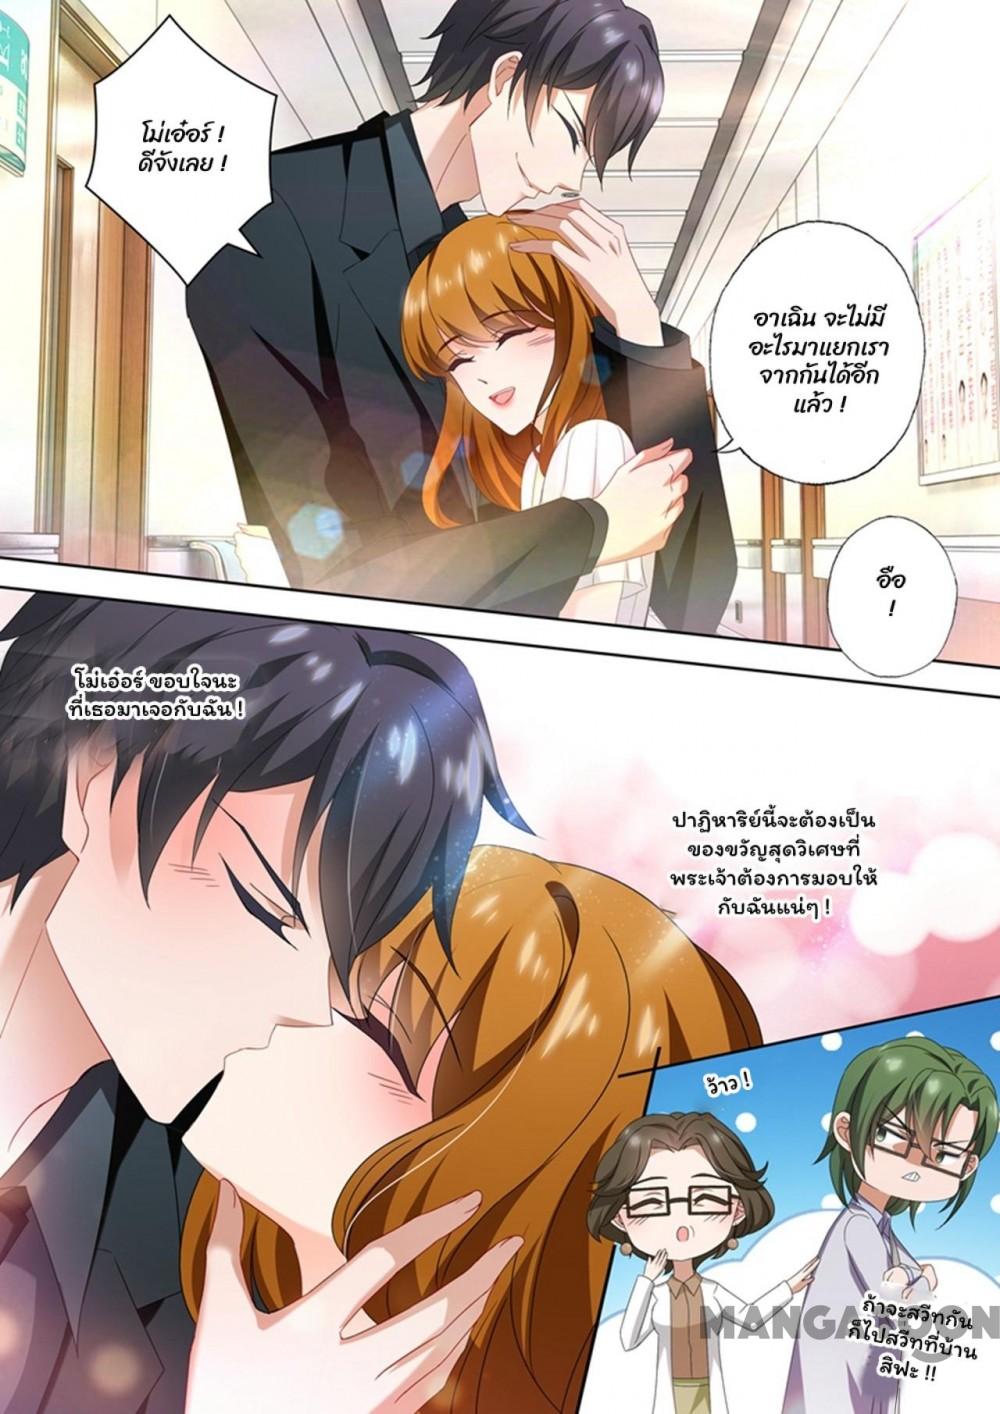 โม่เอ๋อร์ !
ดีจังเลย !
อาเฉิน จะไม่มี
อะไรมาแยกเรา
จากกันได้อีก
แล้ว !
อือ
!
โม่เอ๋อร์ ขอบใจนะ
ที่เธอมาเจอกับฉัน !
ปาฏิหาริย์นี้จะต้องเป็น
ของขวัญสุดวิเศษที่
พระเจ้าต้องการมอบให้
กับฉันแน่ๆ !
ว้าว !
ถ้าจะสวีทกัน
ก็ไปสวีทที่บ้าน
สิฟะ !!
MANGATOON